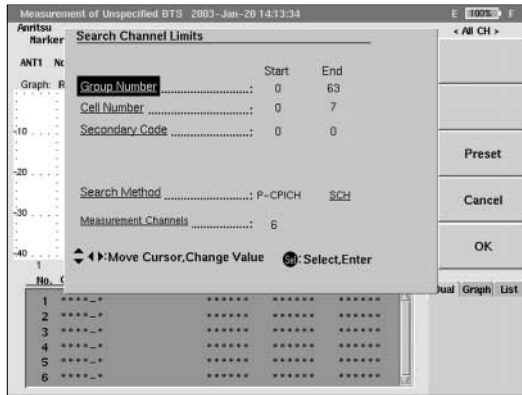 Measurement of Unspecified BTS 2003-Jan-20 14:13:34 E 100% F
Anritsu < All CH >
Marker Search Channel Limits
ANT1
Start End
Graph: R Group Number : 0 63
Cell Number : 0 7
-10 Secondary Code : 0 0
Preset
-20
Search Method : P-CPICH SCH
Cancel
-30
Measurement Channels : 6
OK
-40 :Move Cursor,Change Value Sel:Select,Enter
1
No. Dual Graph List
1 ****-* ****** ****** ******
2 ****-* ****** ****** ******
3 ****-* ****** ****** ******
4 ****-* ****** ****** ******
5 ****-* ****** ****** ******
6 ****-* ****** ****** ******